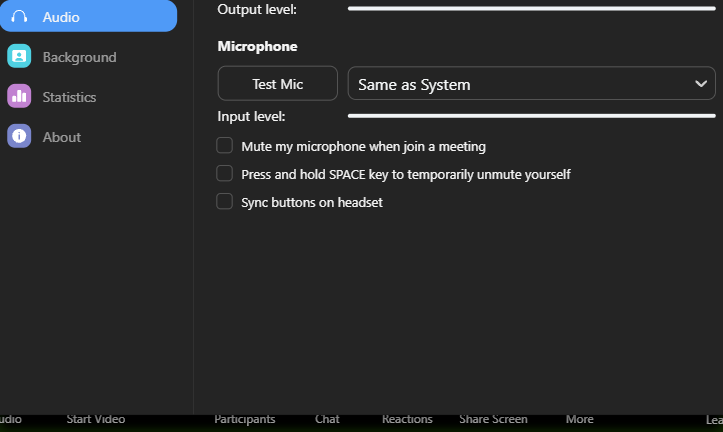 Audio
Output level:
Background
Microphone
Statistics
Test Mic
Same as System
About
Input level:
Mute my microphone when join a meeting
Press and hold SPACE key to temporarily unmute yourself
Sync buttons on headset
udio
Start Video
Participants
Chat
Reactions
Share Screen
More
Lea